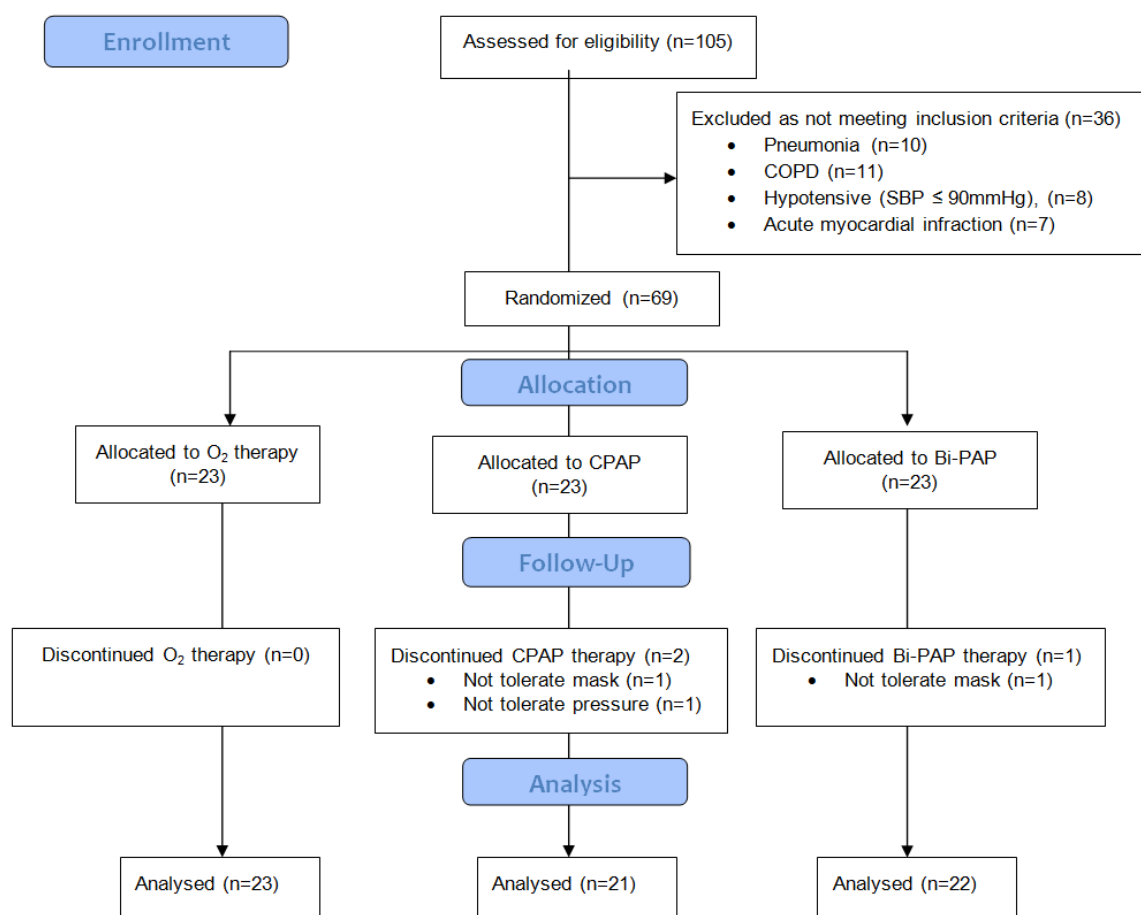 Enrollment
Assessed for eligibility (n=105)
Excluded as not meeting inclusion criteria (n=36)
• Pneumonia (n=10)
• COPD (n=11)
• Hypotensive (SBP ≤ 90mmHg), (n=8)
• Acute myocardial infraction (n=7)
Randomized (n=69)
Allocation
Allocated to O₂ therapy
(n=23)
Allocated to CPAP
(n=23)
Allocated to Bi-PAP
(n=23)
Follow-Up
Discontinued O₂ therapy (n=0)
Discontinued CPAP therapy (n=2)
• Not tolerate mask (n=1)
• Not tolerate pressure (n=1)
Discontinued Bi-PAP therapy (n=1)
• Not tolerate mask (n=1)
Analysis
Analysed (n=23)
Analysed (n=21)
Analysed (n=22)